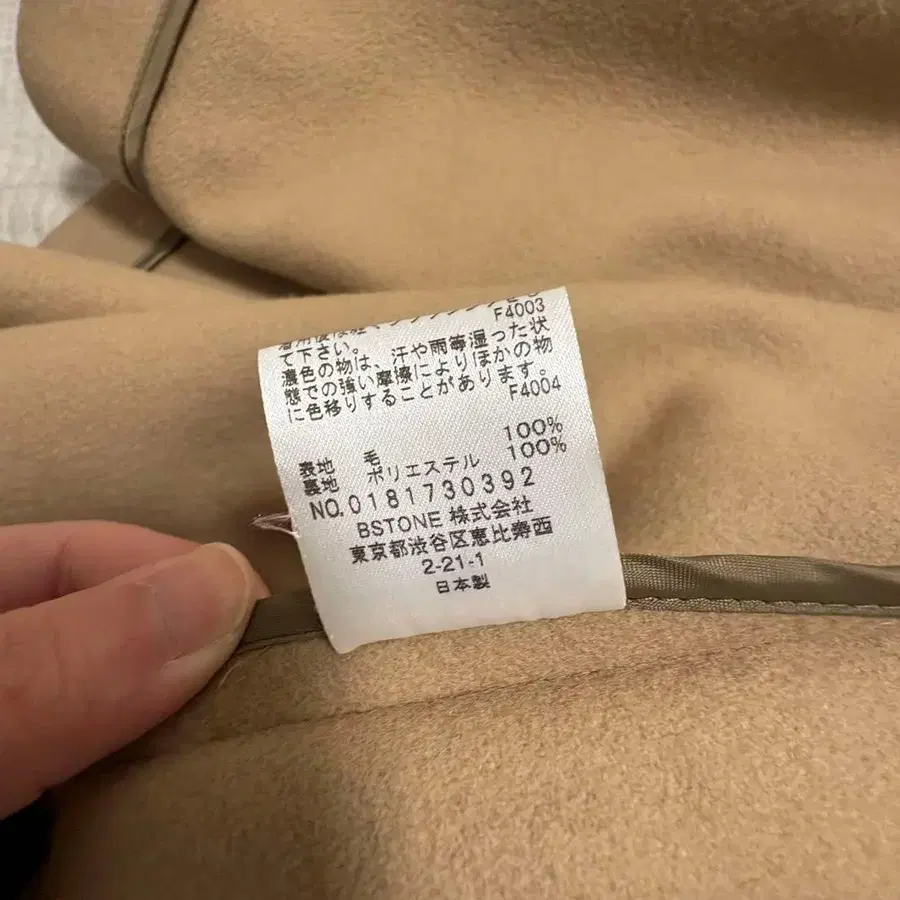 F4003
て下さい。
濃色の物は、汗や雨等湿った状
態での強い摩擦によりほかの物
に色移りすることがあります。
F4004
表地 毛 100%
裏地 ポリエステル 100%
NO.0181730392
BSTONE 株式会社
東京都渋谷区恵比寿西
2-21-1
日本製